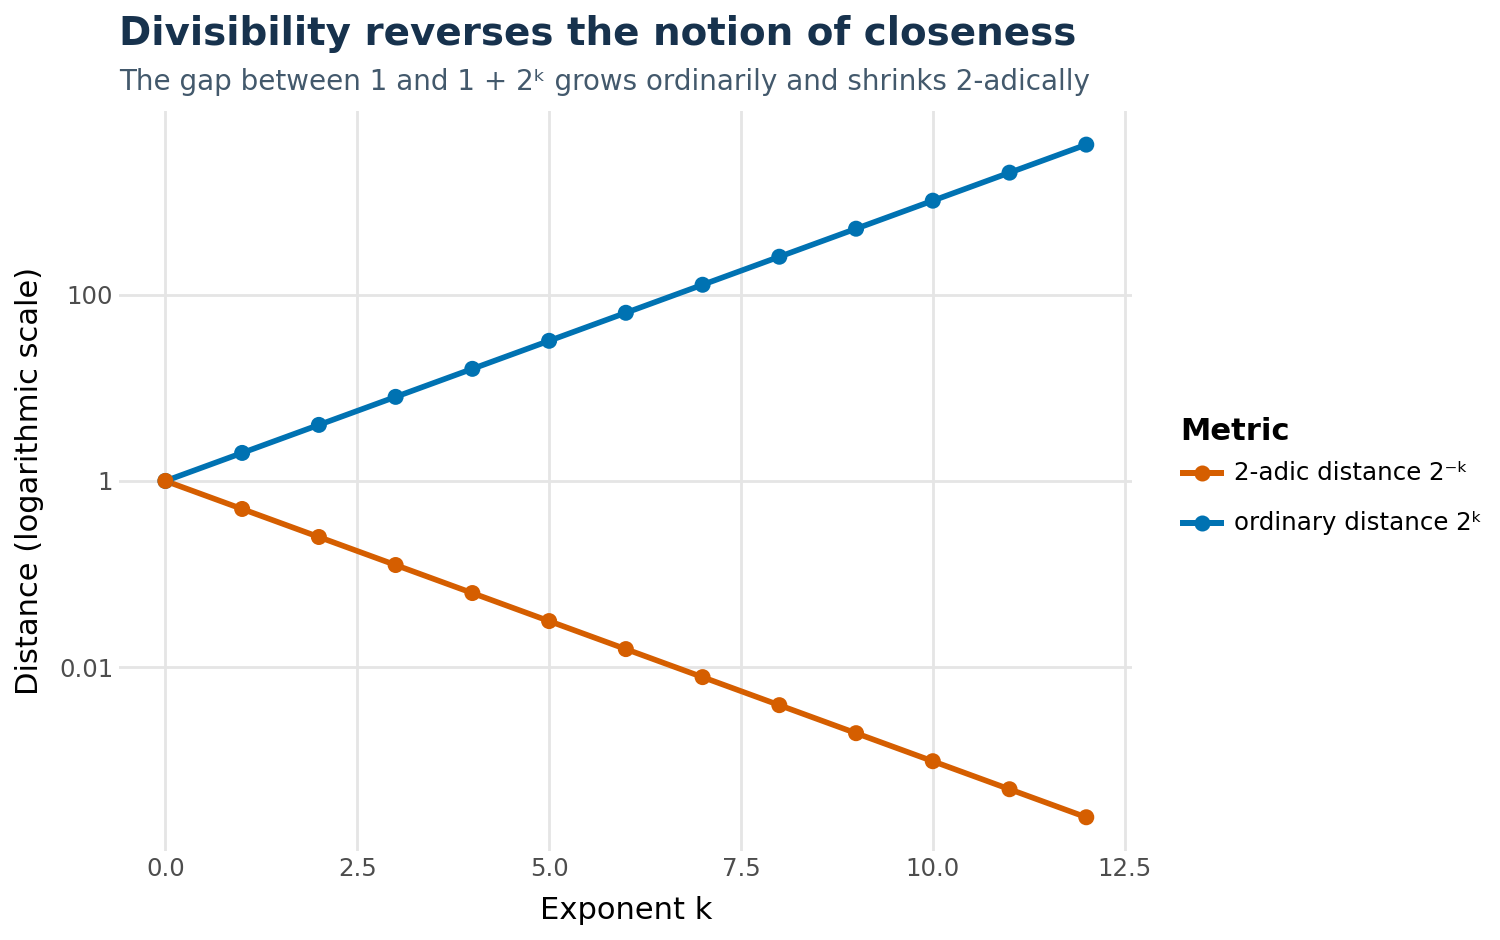 Divisibility reverses the notion of closeness
The gap between 1 and 1 + 2ᵏ grows ordinarily and shrinks 2-adically
Distance (logarithmic scale)
100
1
0.01
0.0
2.5
5.0
7.5
10.0
12.5
Exponent k
Metric
2-adic distance 2⁻ᵏ
ordinary distance 2ᵏ